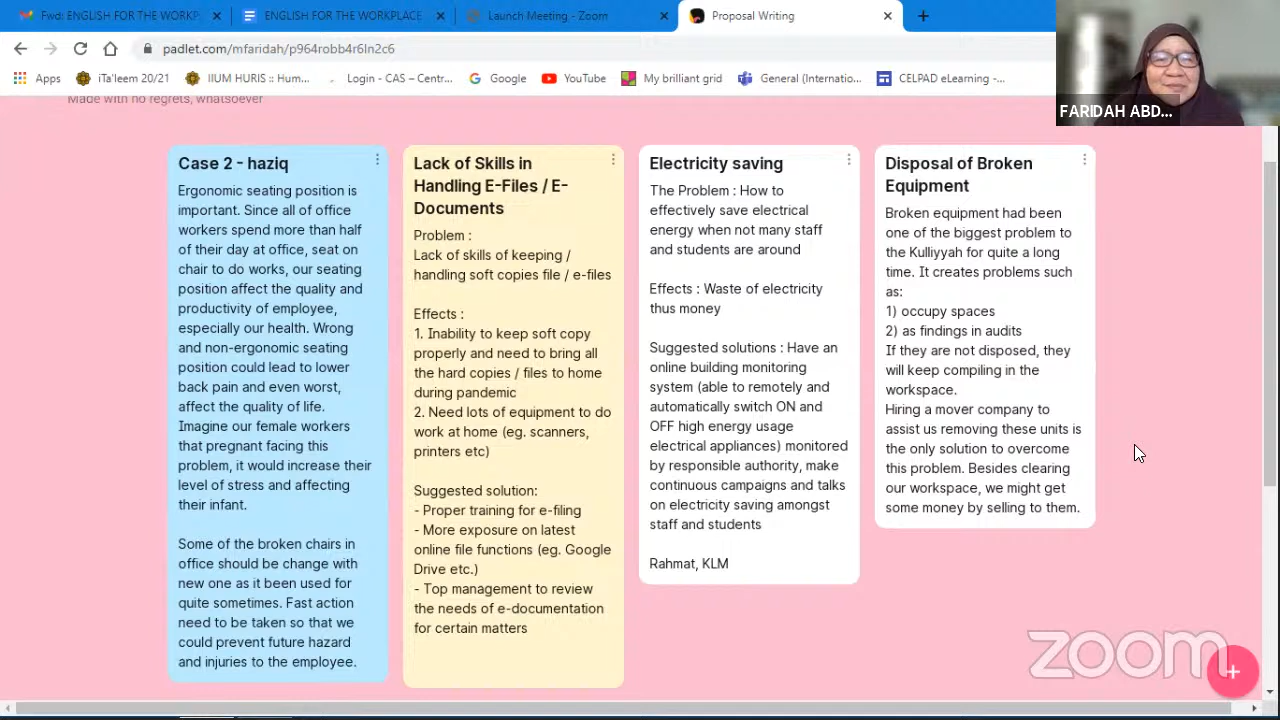 Fwd: ENGLISH FOR THE WORKP
ENGLISH FOR THE WORKPLACE
Launch Meeting - Zoom
Proposal Writing
padlet.com/mfaridah/p964robb4r6ln2c6
Apps
iTa'leem 20/21
IIUM HURIS :: Hum...
Login - CAS – Centr...
Google
YouTube
My brilliant grid
General (Internatio...
CELPAD eLearning -...
FARIDAH ABD...
Made with no regrets, whatsoever
Case 2 - haziq
Ergonomic seating position is
important. Since all of office
workers spend more than half
of their day at office, seat on
chair to do works, our seating
position affect the quality and
productivity of employee,
especially our health. Wrong
and non-ergonomic seating
position could lead to lower
back pain and even worst,
affect the quality of life.
Imagine our female workers
that pregnant facing this
problem, it would increase their
level of stress and affecting
their infant.
Some of the broken chairs in
office should be change with
new one as it been used for
quite sometimes. Fast action
need to be taken so that we
could prevent future hazard
and injuries to the employee.
Lack of Skills in
Handling E-Files / E-
Documents
Problem :
Lack of skills of keeping /
handling soft copies file / e-files
Effects :
1. Inability to keep soft copy
properly and need to bring all
the hard copies / files to home
during pandemic
2. Need lots of equipment to do
work at home (eg. scanners,
printers etc)
Suggested solution:
- Proper training for e-filing
- More exposure on latest
online file functions (eg. Google
Drive etc.)
- Top management to review
the needs of e-documentation
for certain matters
Electricity saving
The Problem : How to
effectively save electrical
energy when not many staff
and students are around
Effects : Waste of electricity
thus money
Suggested solutions : Have an
online building monitoring
system (able to remotely and
automatically switch ON and
OFF high energy usage
electrical appliances) monitored
by responsible authority, make
continuous campaigns and talks
on electricity saving amongst
staff and students
Rahmat, KLM
Disposal of Broken
Equipment
Broken equipment had been
one of the biggest problem to
the Kulliyyah for quite a long
time. It creates problems such
as:
1) occupy spaces
2) as findings in audits
If they are not disposed, they
will keep compiling in the
workspace.
Hiring a mover company to
assist us removing these units is
the only solution to overcome
this problem. Besides clearing
our workspace, we might get
some money by selling to them.
zoom